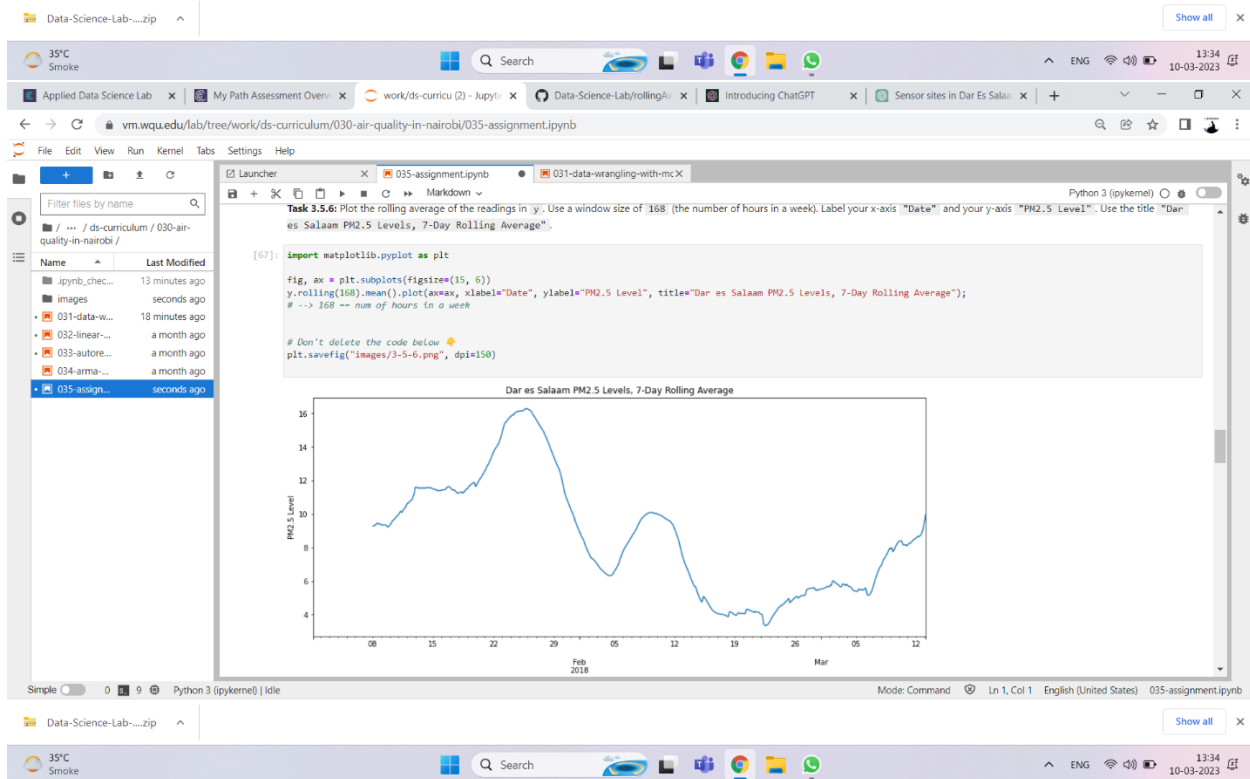 Data-Science-Lab-....zip
Show all
35°C
Smoke
Search
ENG
13:34
10-03-2023
Applied Data Science Lab
My Path Assessment Overv
work/ds-curricu (2) - Jupyte
Data-Science-Lab/rollingAv
Introducing ChatGPT
Sensor sites in Dar Es Salaa
vm.wqu.edu/lab/tree/work/ds-curriculum/030-air-quality-in-nairobi/035-assignment.ipynb
File Edit View Run Kernel Tabs Settings Help
Launcher
035-assignment.ipynb
031-data-wrangling-with-mc
Markdown
Python 3 (ipykernel)
Filter files by name
/ ··· / ds-curriculum / 030-air-
quality-in-nairobi /
Name Last Modified
.ipynb_chec... 13 minutes ago
images seconds ago
031-data-w... 18 minutes ago
032-linear-... a month ago
033-autore... a month ago
034-arma-... a month ago
035-assign... seconds ago
Task 3.5.6: Plot the rolling average of the readings in y. Use a window size of 168 (the number of hours in a week). Label your x-axis "Date" and your y-axis "PM2.5 Level". Use the title "Dar
es Salaam PM2.5 Levels, 7-Day Rolling Average".
[67]: import matplotlib.pyplot as plt
fig, ax = plt.subplots(figsize=(15, 6))
y.rolling(168).mean().plot(ax=ax, xlabel="Date", ylabel="PM2.5 Level", title="Dar es Salaam PM2.5 Levels, 7-Day Rolling Average");
# --> 168 -- num of hours in a week
# Don't delete the code below 👇
plt.savefig("images/3-5-6.png", dpi=150)
Dar es Salaam PM2.5 Levels, 7-Day Rolling Average
PM2.5 Level
16
14
12
10
8
6
4
08 15 22 29 05 12 19 26 05 12
Feb Mar
2018
Simple 0 9 Python 3 (ipykernel) | Idle
Mode: Command Ln 1, Col 1 English (United States) 035-assignment.ipynb
Data-Science-Lab-....zip
Show all
35°C
Smoke
Search
ENG
13:34
10-03-2023